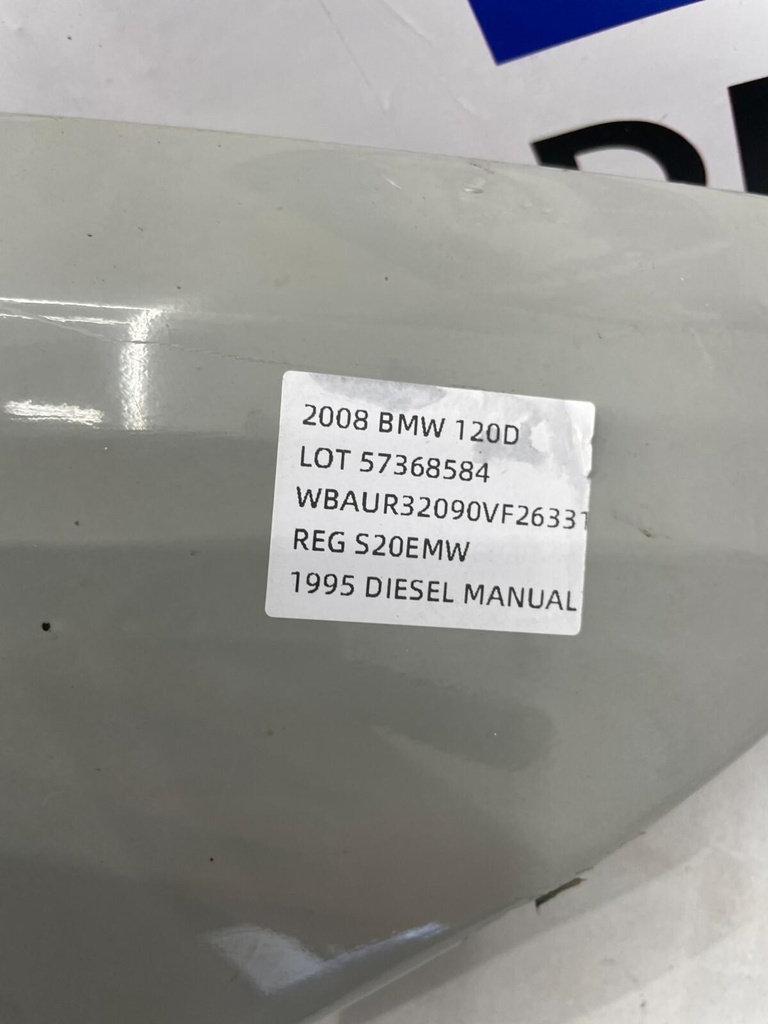 2008 BMW 120D
LOT 57368584
WBAUR32090VF26331
REG S20EMW
1995 DIESEL MANUAL